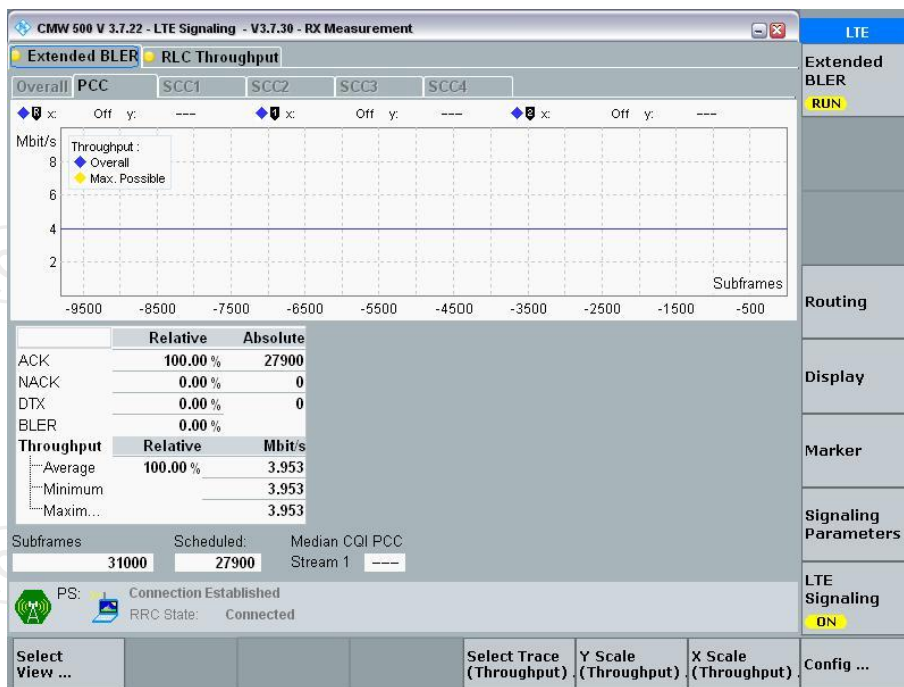 CMW 500 V 3.7.22 - LTE Signaling - V3.7.30 - RX Measurement
LTE
Extended BLER RLC Throughput
Extended
BLER
RUN
Overall PCC SCC1 SCC2 SCC3 SCC4
R x: Off y: --- 1 x: Off y: --- 2 x: Off y: ---
Mbit/s
Throughput :
Overall
Max. Possible
8
6
4
2
Subframes
-9500 -8500 -7500 -6500 -5500 -4500 -3500 -2500 -1500 -500
Routing
Relative Absolute
ACK 100.00 % 27900
NACK 0.00 % 0
DTX 0.00 % 0
BLER 0.00 %
Throughput Relative Mbit/s
Average 100.00 % 3.953
Minimum 3.953
Maxim... 3.953
Display
Marker
Signaling
Parameters
Subframes Scheduled: Median CQI PCC
31000 27900 Stream 1 ---
PS: Connection Established
RRC State: Connected
LTE
Signaling
ON
Select
View ...
Select Trace
(Throughput)
Y Scale
(Throughput)
X Scale
(Throughput)
Config ...